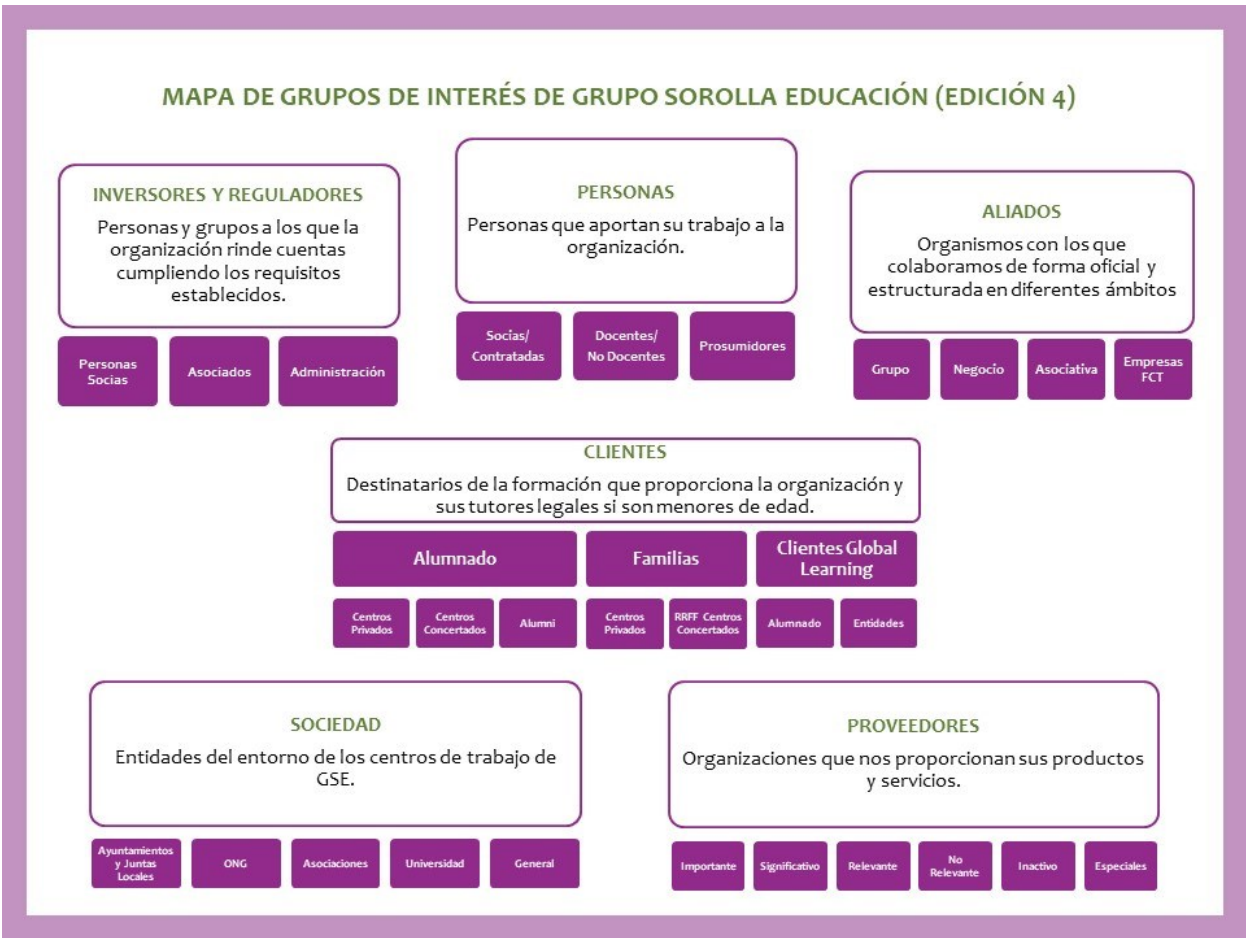 MAPA DE GRUPOS DE INTERÉS DE GRUPO SOROLLA EDUCACIÓN (EDICIÓN 4)
INVERSORES Y REGULADORES
Personas y grupos a los que la
organización rinde cuentas
cumpliendo los requisitos
establecidos.
Personas
Socias
Asociados
Administración
PERSONAS
Personas que aportan su trabajo a la
organización.
Socias/
Contratadas
Docentes/
No Docentes
Prosumidores
ALIADOS
Organismos con los que
colaboramos de forma oficial y
estructurada en diferentes ámbitos
Grupo
Negocio
Asociativa
Empresas
FCT
CLIENTES
Destinatarios de la formación que proporciona la organización y
sus tutores legales si son menores de edad.
Alumnado
Familias
Clientes Global
Learning
Centros
Privados
Centros
Concertados
Alumni
Centros
Privados
RRFF Centros
Concertados
Alumnado
Entidades
SOCIEDAD
Entidades del entorno de los centros de trabajo de
GSE.
Ayuntamientos
y Juntas
Locales
ONG
Asociaciones
Universidad
General
PROVEEDORES
Organizaciones que nos proporcionan sus productos
y servicios.
Importante
Significativo
Relevante
No
Relevante
Inactivo
Especiales